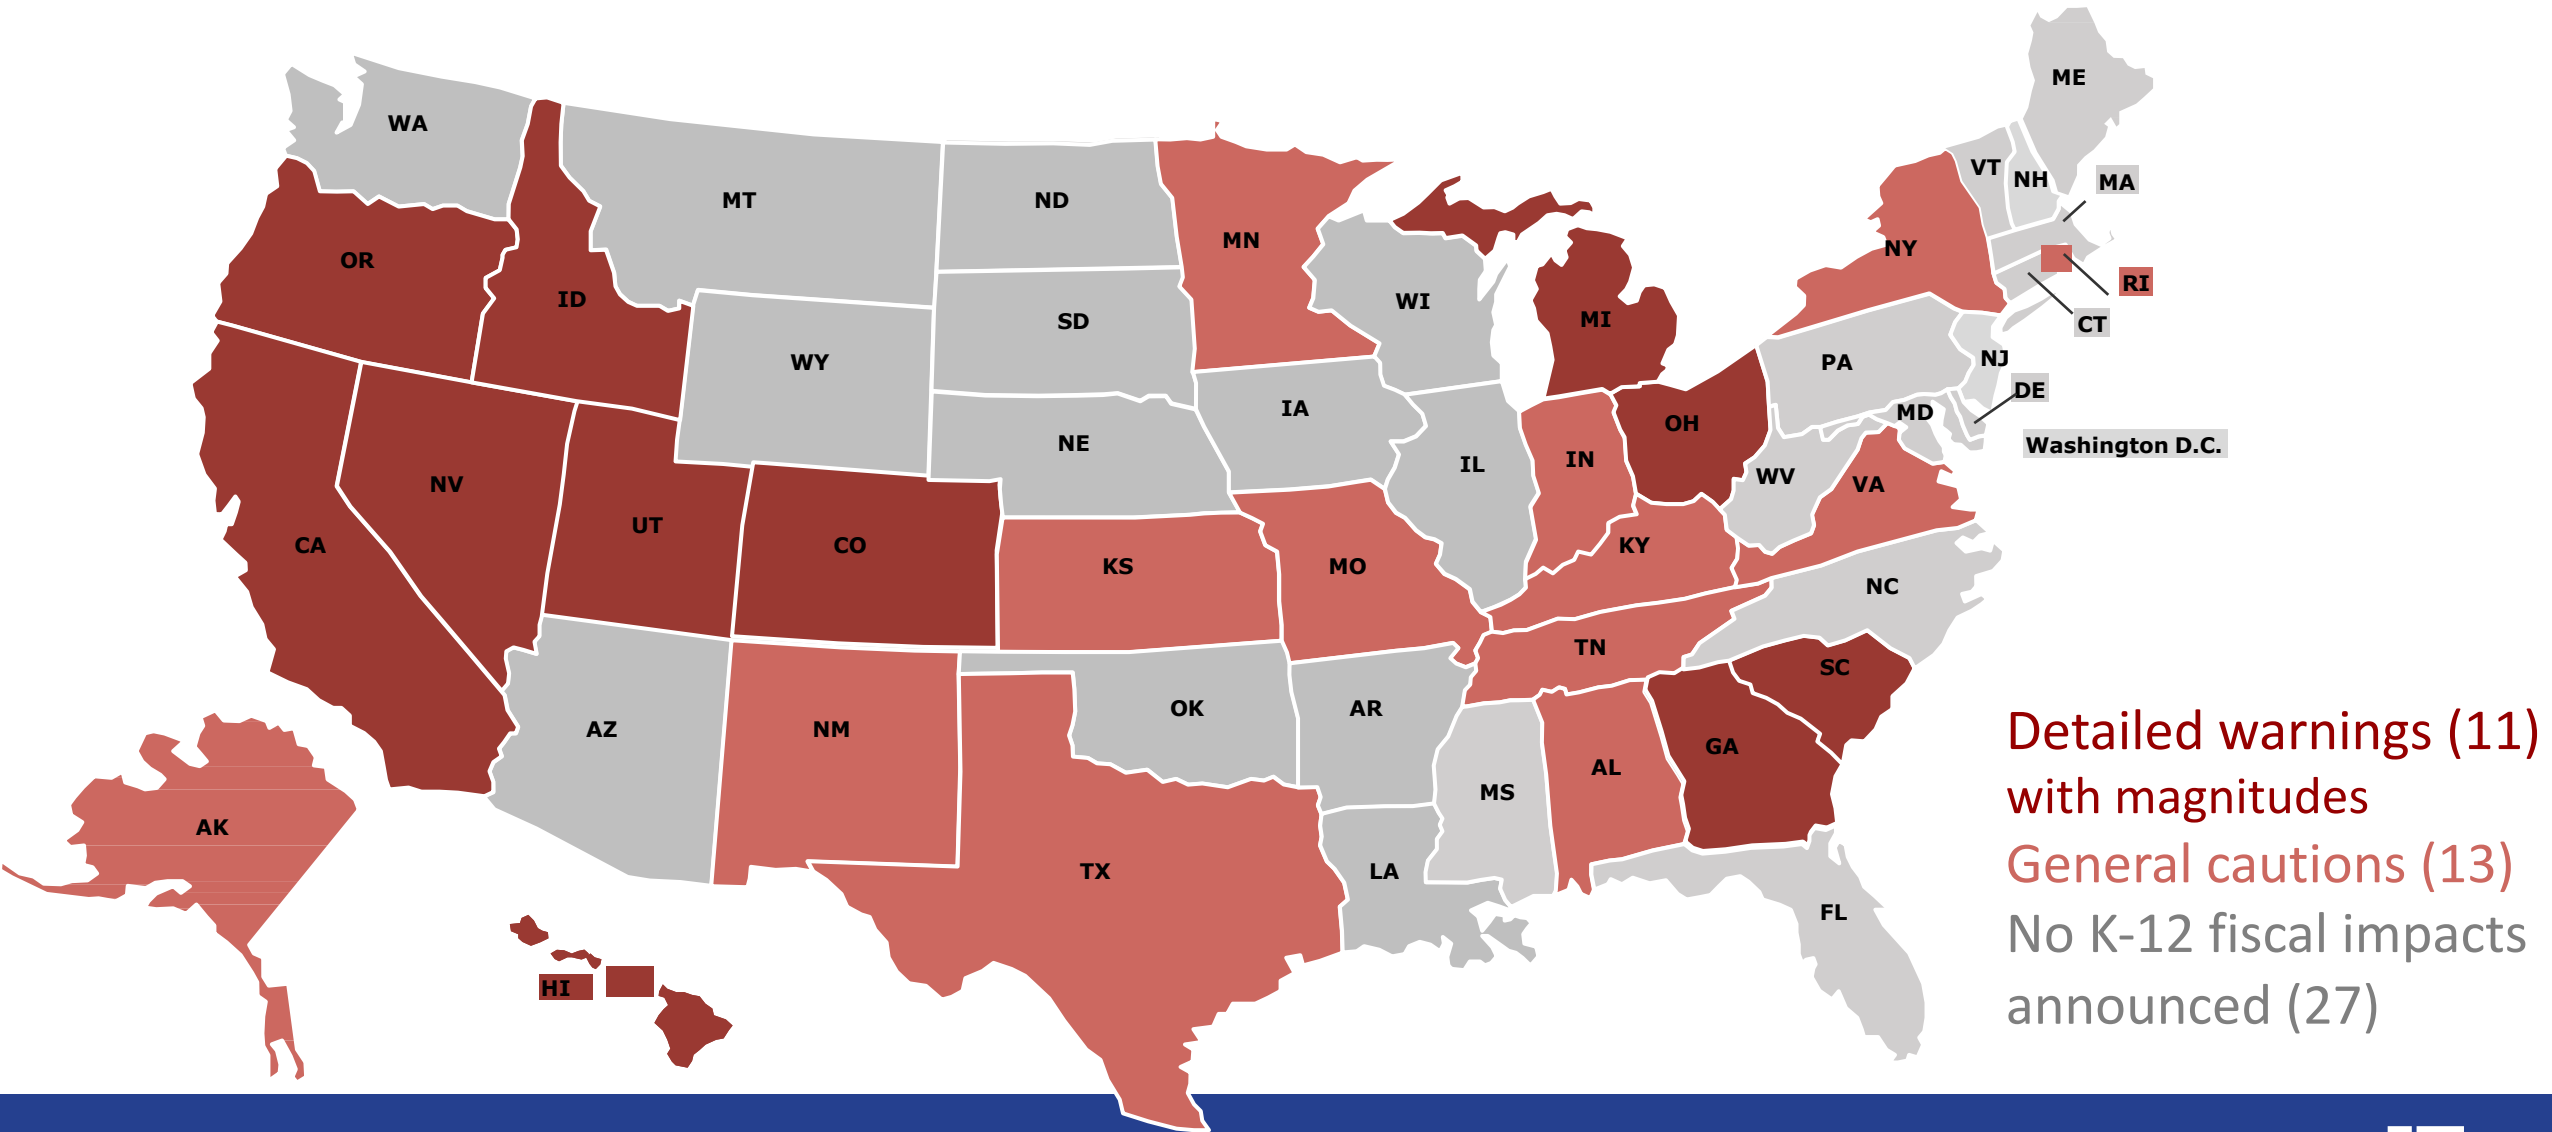 ME
WA
VT
NH
MA
MT
ND
MN
NY
OR
ID
WI
MI
RI
SD
CT
WY
PA
NJ
DE
IA
MD
OH
NE
Washington D.C.
IN
IL
WV
VA
NV
UT
CA
CO
KY
KS
MO
NC
TN
SC
AZ
NM
OK
AR
GA
AL
MS
AK
TX
LA
FL
HI
Detailed warnings (11)
with magnitudes
General cautions (13)
No K-12 fiscal impacts
announced (27)